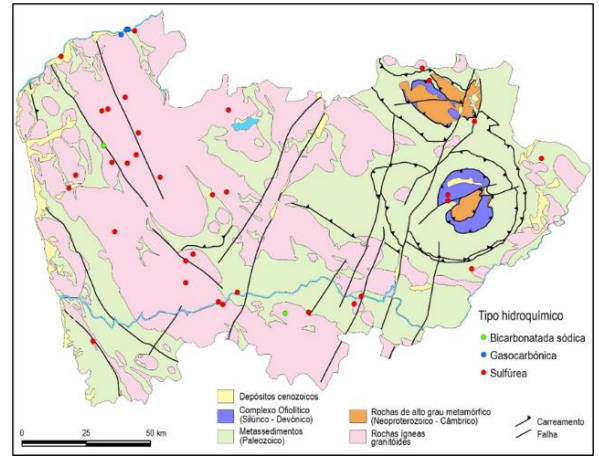 Tipo hidroquímico
Bicarbonatada sódica
Gasocarbónica
Sulfúrea
Depósitos cenozoicos
Complexo Ofiolítico
(Silúrico - Devónico)
Metassedimentos
(Paleozoico)
Rochas de alto grau metamórfico
(Neoproterozoico - Câmbrico)
Rochas ígneas
granitóides
Carreamento
Falha
0 25 50 km